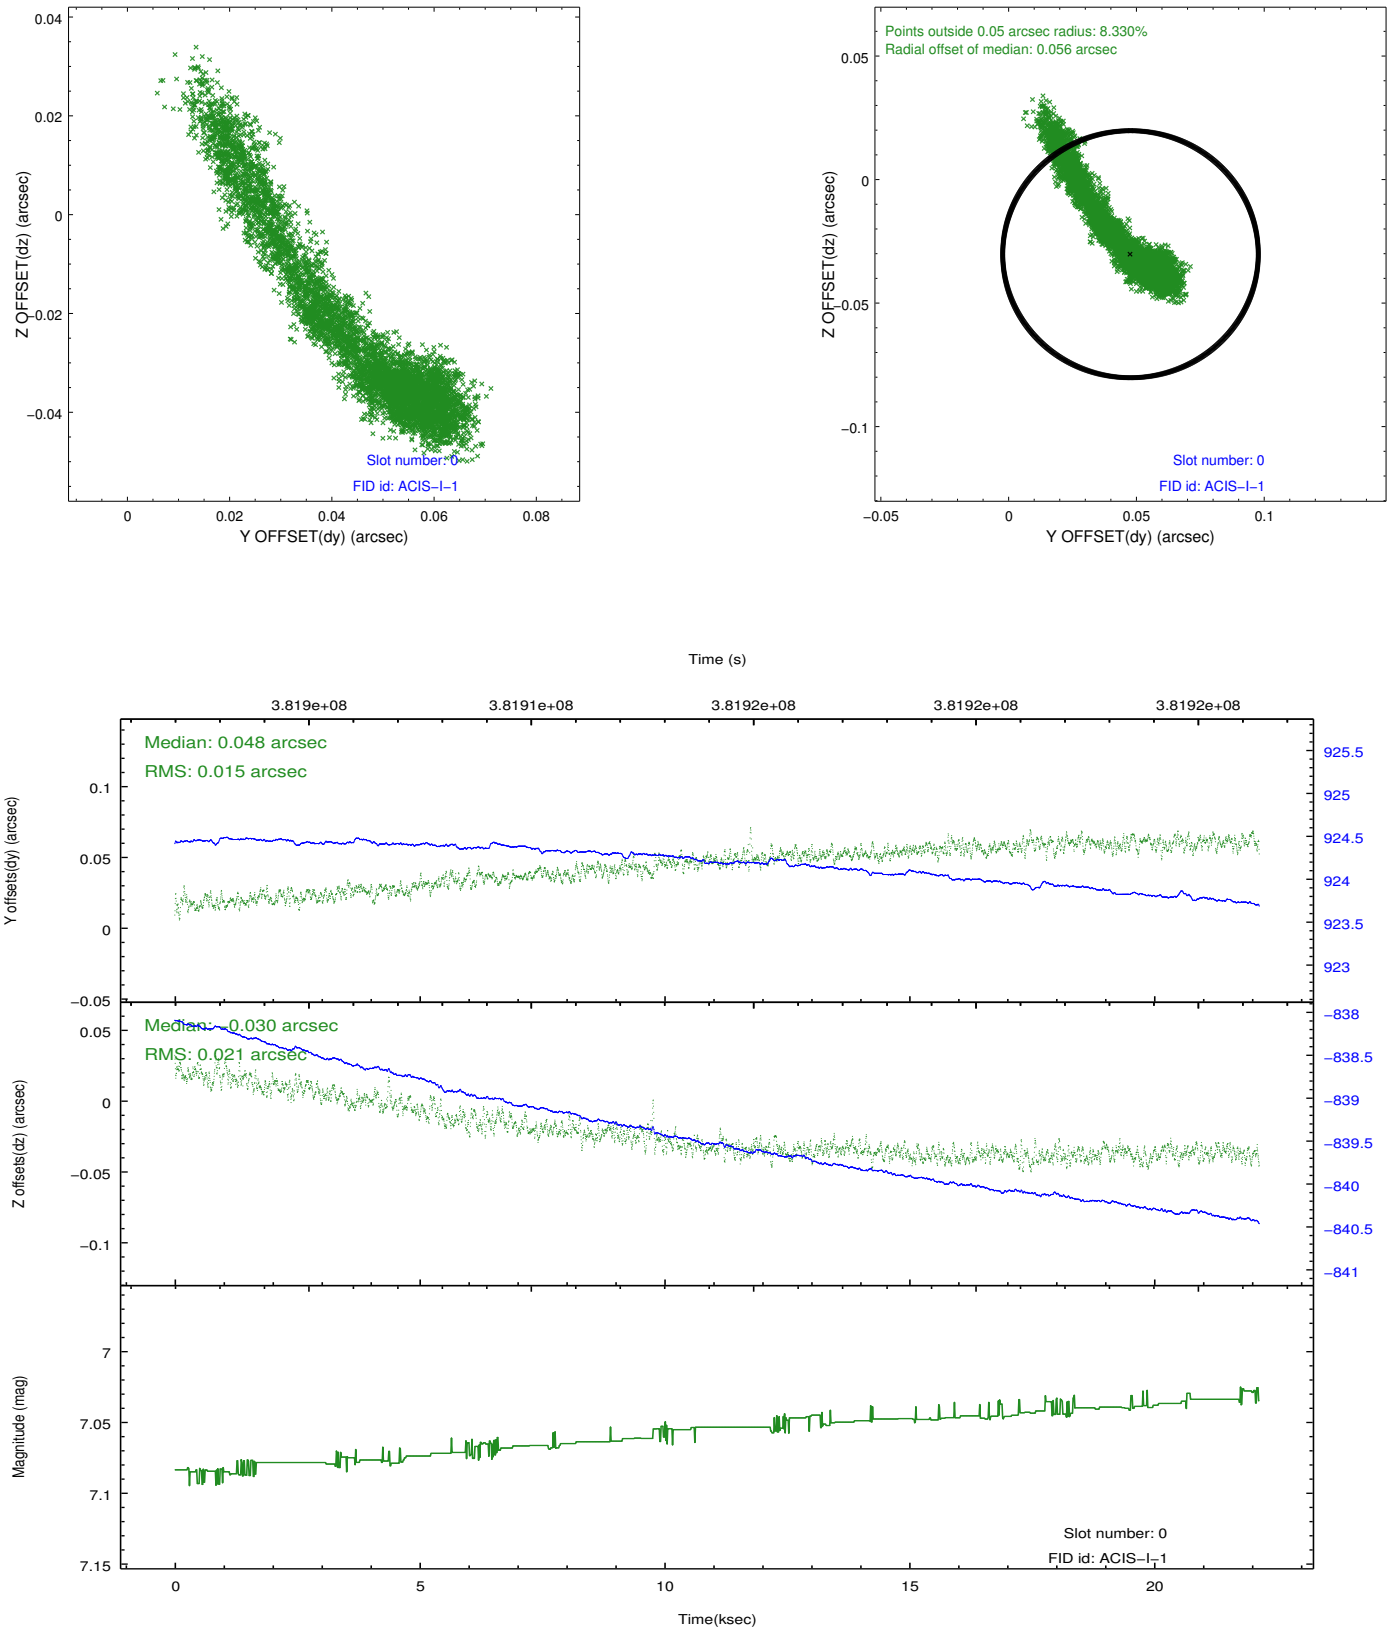 0.04
0.02
0
−0.02
−0.04
Z OFFSET(dz) (arcsec)
Slot number: 0
FID id: ACIS−I−1
0
0.02
0.04
0.06
0.08
Y OFFSET(dy) (arcsec)
Points outside 0.05 arcsec radius: 8.330%
Radial offset of median: 0.056 arcsec
0.05
0
−0.05
−0.1
Z OFFSET(dz) (arcsec)
Slot number: 0
FID id: ACIS−I−1
−0.05
0
0.05
0.1
Y OFFSET(dy) (arcsec)
Time (s)
3.819e+08
3.8191e+08
3.8192e+08
3.8192e+08
3.8192e+08
Median: 0.048 arcsec
RMS: 0.015 arcsec
0.1
0.05
0
−0.05
Y offsets(dy) (arcsec)
925.5
925
924.5
924
923.5
923
Median: −0.030 arcsec
RMS: 0.021 arcsec
0.05
0
−0.05
−0.1
Z offsets(dz) (arcsec)
−838
−838.5
−839
−839.5
−840
−840.5
−841
7
7.05
7.1
7.15
Magnitude (mag)
Slot number: 0
FID id: ACIS−I−1
0
5
10
15
20
Time(ksec)